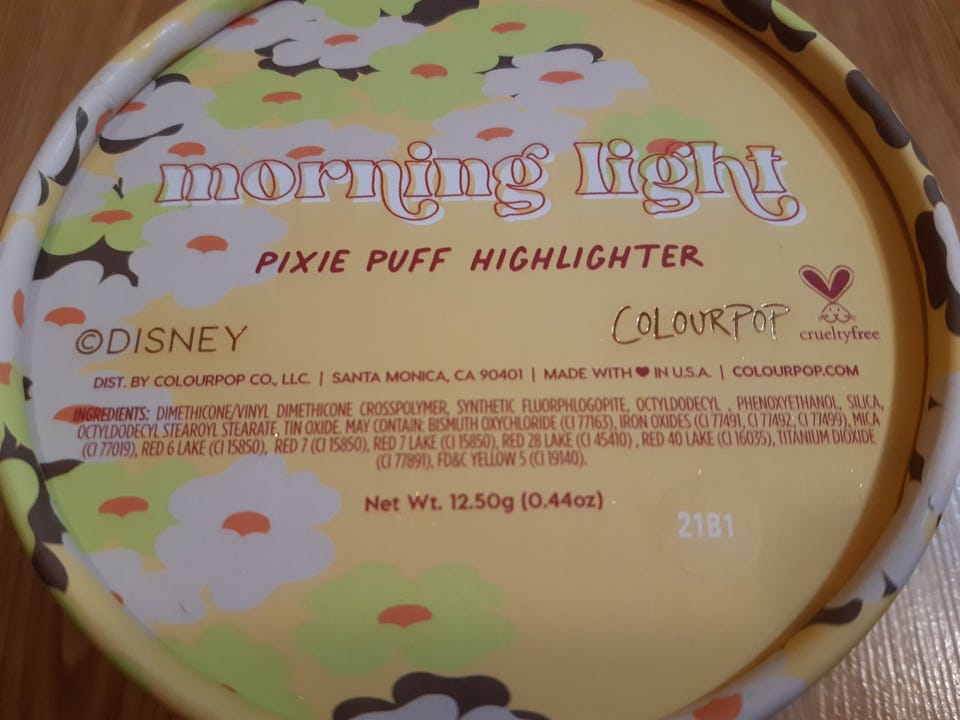 morning light
PIXIE PUFF HIGHLIGHTER
©DISNEY
COLOURPOP
crueltyfree
DIST. BY COLOURPOP CO., LLC. | SANTA MONICA, CA 90401 | MADE WITH ♥ IN U.S.A. | COLOURPOP.COM
INGREDIENTS: DIMETHICONE/VINYL DIMETHICONE CROSSPOLYMER, SYNTHETIC FLUORPHLOGOPITE, OCTYLDODECYL , PHENOXYETHANOL, SILICA,
OCTYLDODECYL STEAROYL STEARATE, TIN OXIDE. MAY CONTAIN: BISMUTH OXYCHLORIDE (CI 77163), IRON OXIDES (CI 77491, CI 77492, CI 77499), MICA
(CI 77019), RED 6 LAKE (CI 15850), RED 7 (CI 15850), RED 7 LAKE (CI 15850), RED 28 LAKE (CI 45410) , RED 40 LAKE (CI 16035), TITANIUM DIOXIDE
(CI 77891), FD&C YELLOW 5 (CI 19140).
Net Wt. 12.50g (0.44oz)
21B1